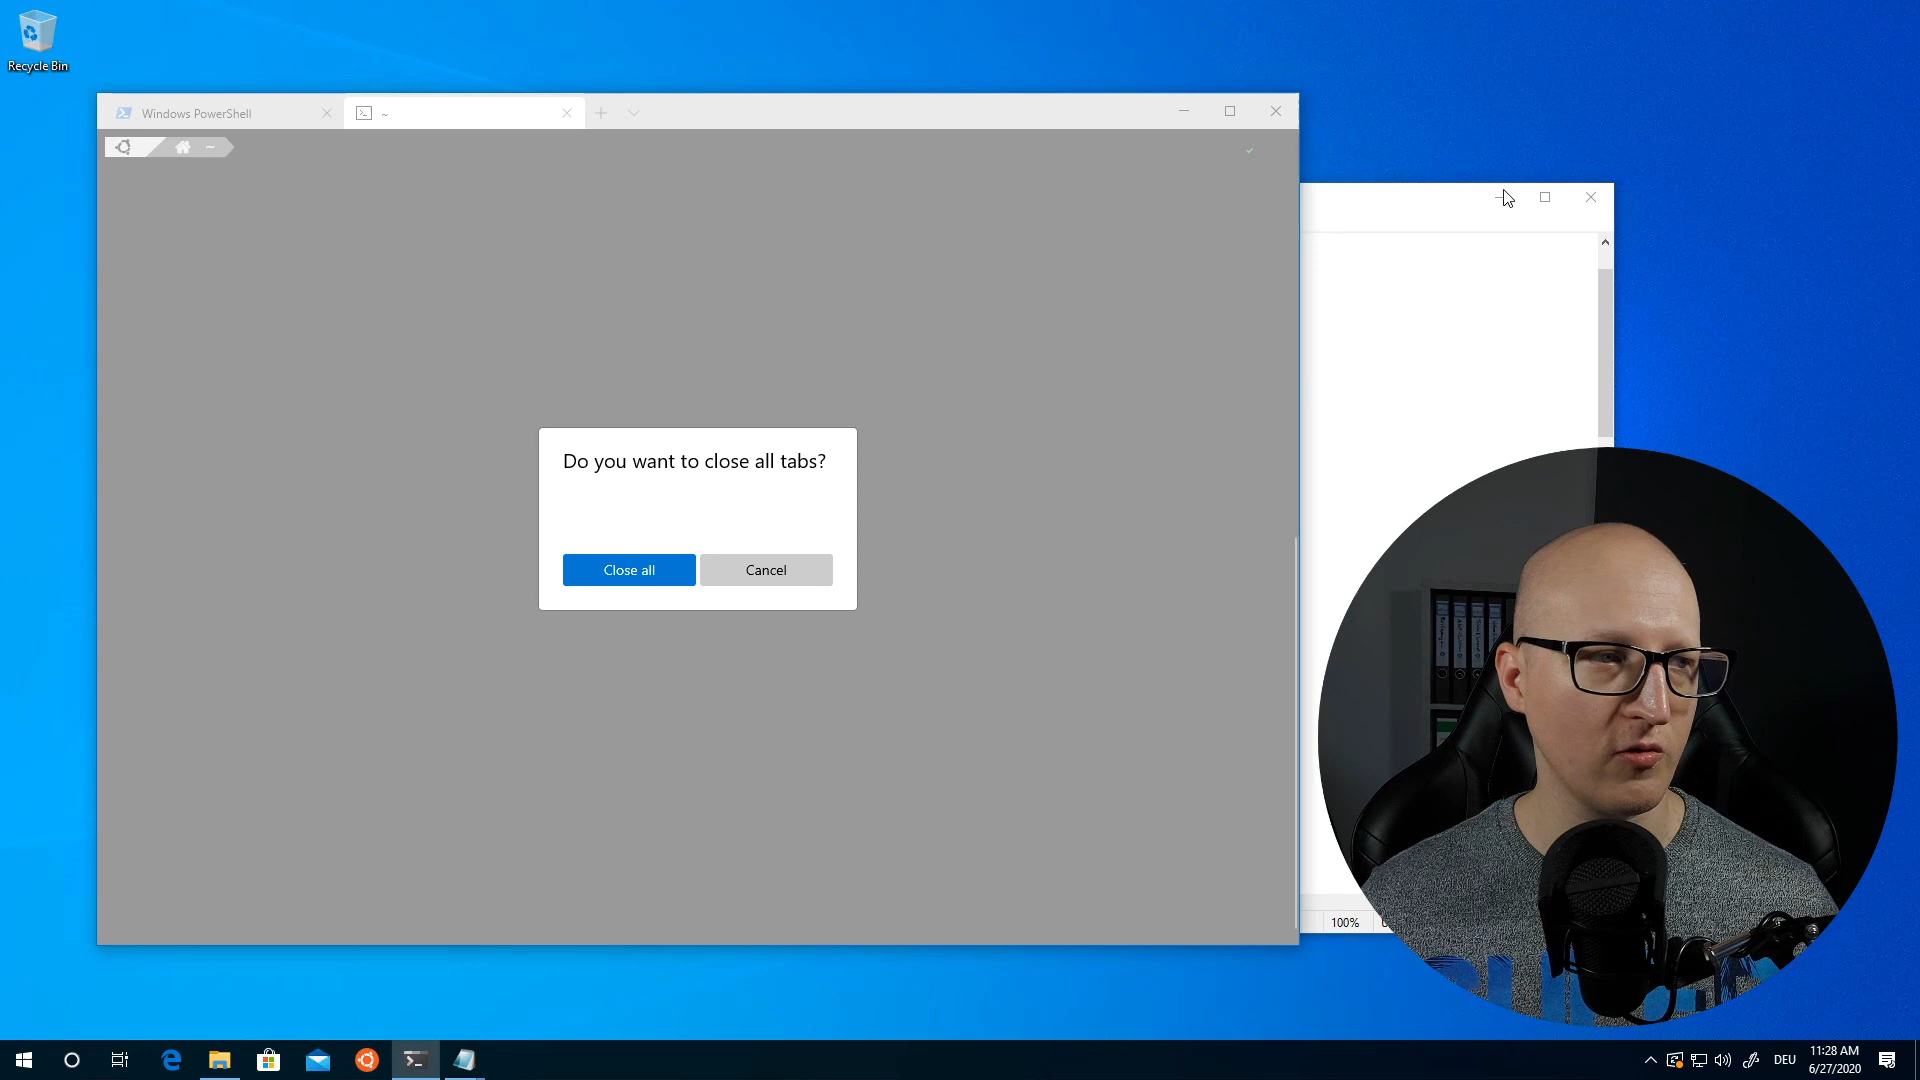 Recycle Bin
Windows PowerShell
~
~
Do you want to close all tabs?
Close all
Cancel
100%
DEU
11:28 AM
6/27/2020